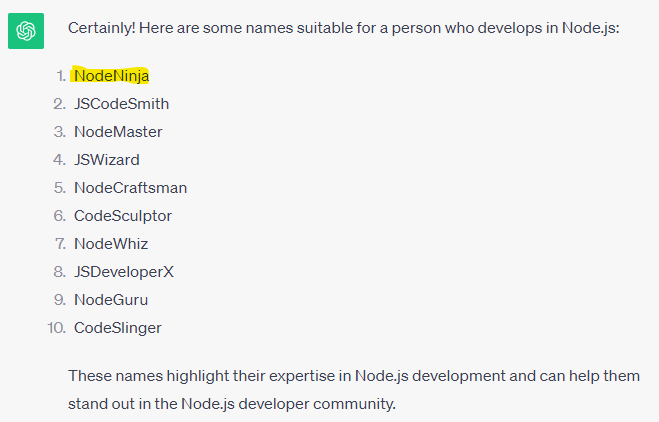 Certainly! Here are some names suitable for a person who develops in Node.js:
1. NodeNinja
2. JSCodeSmith
3. NodeMaster
4. JSWizard
5. NodeCraftsman
6. CodeSculptor
7. NodeWhiz
8. JSDeveloperX
9. NodeGuru
10. CodeSlinger
These names highlight their expertise in Node.js development and can help them
stand out in the Node.js developer community.